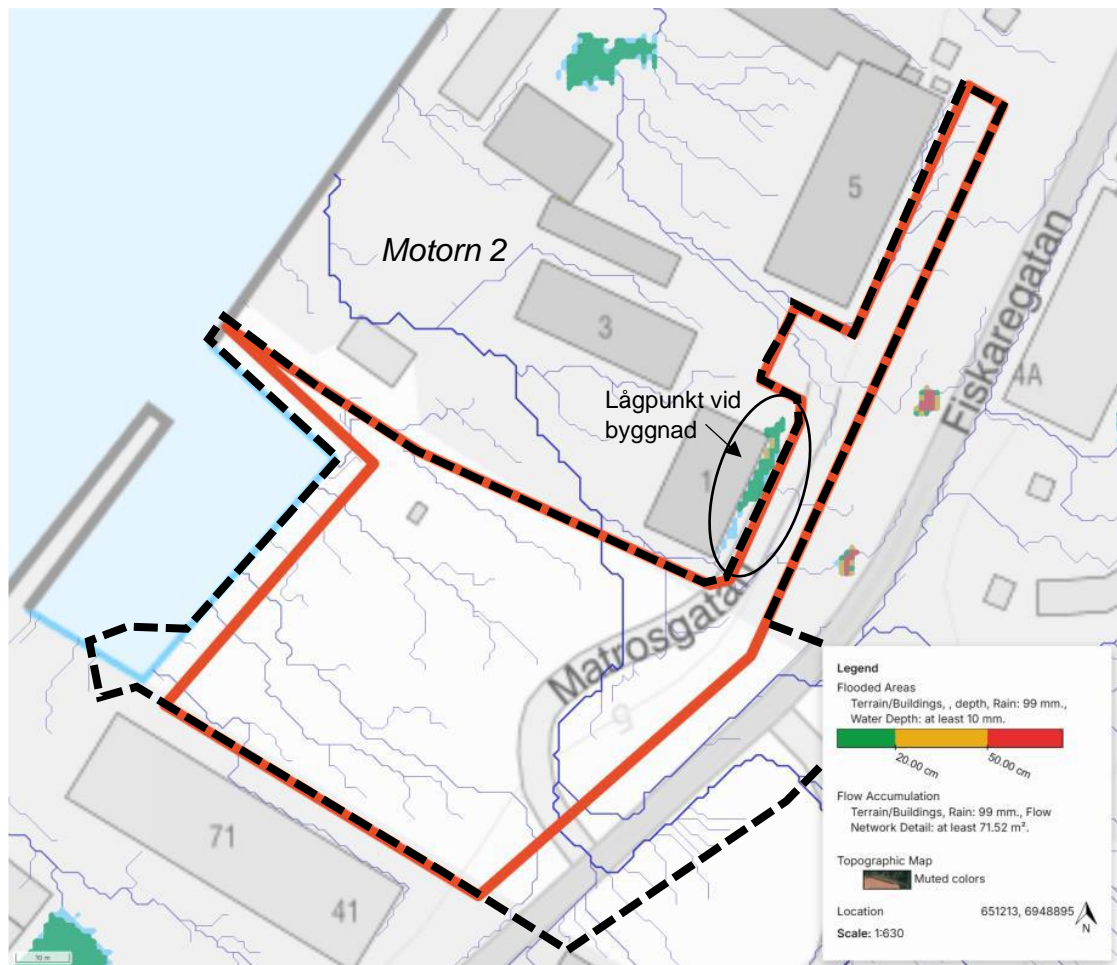 5
Motorn 2
3
Fiskaregatan
4A
Lågpunkt vid
byggnad
1
Matrosgatan
9
71
41
10 m
Legend
Flooded Areas
Terrain/Buildings, , depth, Rain: 99 mm.,
Water Depth: at least 10 mm.
20.00 cm
50.00 cm
Flow Accumulation
Terrain/Buildings, Rain: 99 mm., Flow
Network Detail: at least 71.52 m².
Topographic Map
Muted colors
Location 651213, 6948895
Scale: 1:630
N